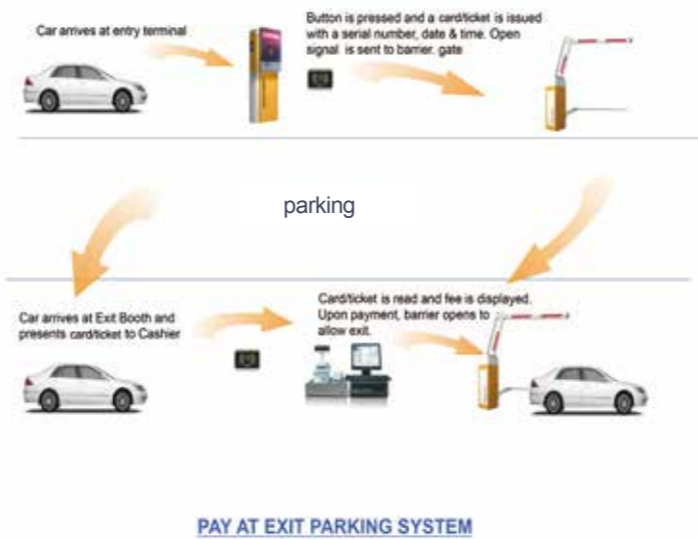 Car arrives at entry terminal
Button is pressed and a card/ticket is issued
with a serial number, date & time. Open
signal is sent to barrier. gate
parking
Car arrives at Exit Booth and
presents card/ticket to Cashier
Card/ticket is read and fee is displayed.
Upon payment, barrier opens to
allow exit.
PAY AT EXIT PARKING SYSTEM